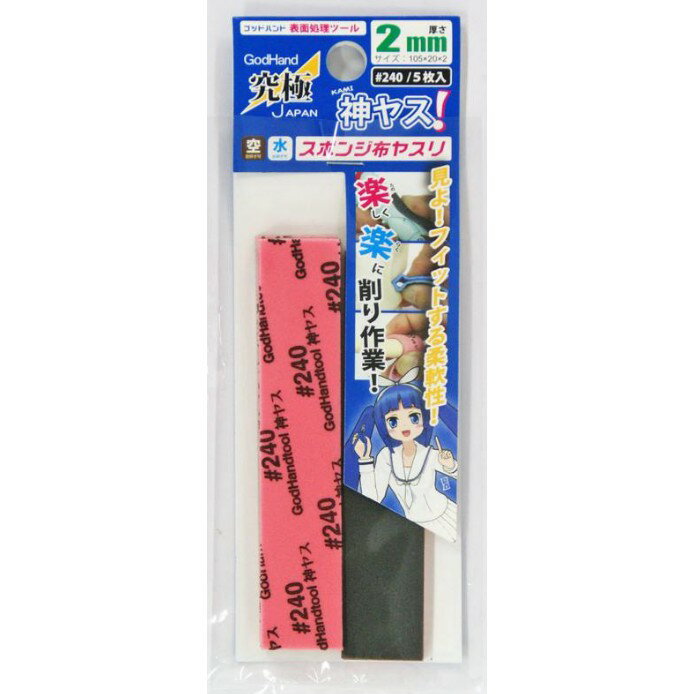 ゴッドハンド 表面処理ツール
GodHand
究極
JAPAN
厚さ
2mm
サイズ:105×20×2
#240 /5枚入
KAMI
神ヤス!
空
水
スポンジ布ヤスリ
見よ!フィットする柔軟性!
楽しく
楽に
削り作業!
#240
GodHandtool 神ヤス
#240
GodHandtool 神ヤス
#240
GodHandtool 神ヤス
#240
#240
GodHandtool 神ヤス